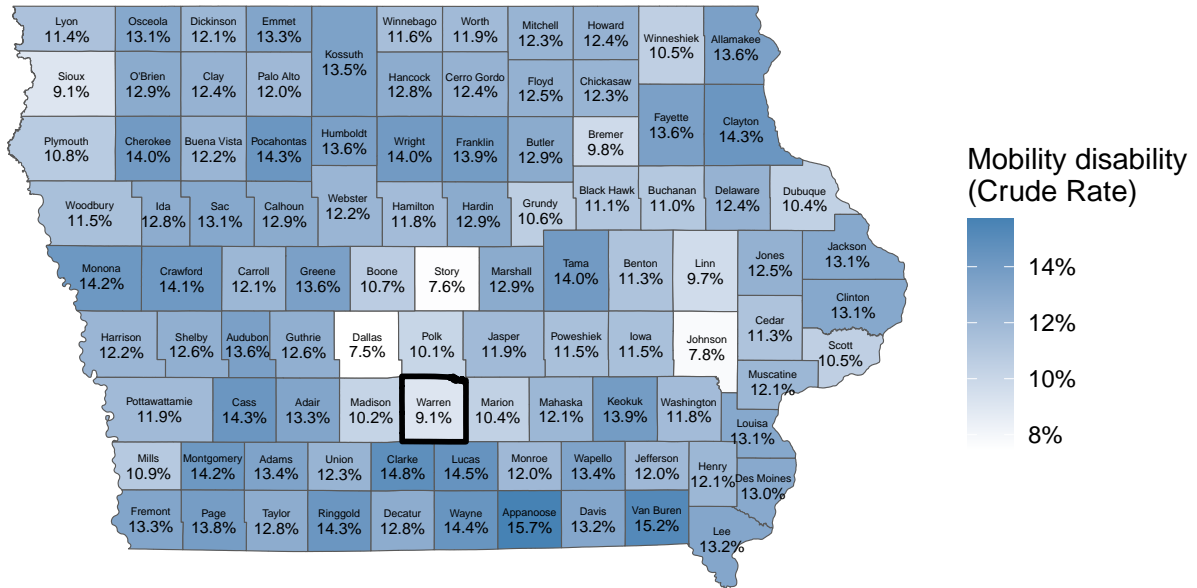 Lyon
11.4%
Osceola
13.1%
Dickinson
12.1%
Emmet
13.3%
Kossuth
13.5%
Winnebago
11.6%
Worth
11.9%
Mitchell
12.3%
Howard
12.4%
Winneshiek
10.5%
Allamakee
13.6%
Sioux
9.1%
O'Brien
12.9%
Clay
12.4%
Palo Alto
12.0%
Hancock
12.8%
Cerro Gordo
12.4%
Floyd
12.5%
Chickasaw
12.3%
Fayette
13.6%
Clayton
14.3%
Plymouth
10.8%
Cherokee
14.0%
Buena Vista
12.2%
Pocahontas
14.3%
Humboldt
13.6%
Wright
14.0%
Franklin
13.9%
Butler
12.9%
Bremer
9.8%
Woodbury
11.5%
Ida
12.8%
Sac
13.1%
Calhoun
12.9%
Webster
12.2%
Hamilton
11.8%
Hardin
12.9%
Grundy
10.6%
Black Hawk
11.1%
Buchanan
11.0%
Delaware
12.4%
Dubuque
10.4%
Monona
14.2%
Crawford
14.1%
Carroll
12.1%
Greene
13.6%
Boone
10.7%
Story
7.6%
Marshall
12.9%
Tama
14.0%
Benton
11.3%
Linn
9.7%
Jones
12.5%
Jackson
13.1%
Clinton
13.1%
Harrison
12.2%
Shelby
12.6%
Audubon
13.6%
Guthrie
12.6%
Dallas
7.5%
Polk
10.1%
Jasper
11.9%
Poweshiek
11.5%
Iowa
11.5%
Johnson
7.8%
Cedar
11.3%
Scott
10.5%
Muscatine
12.1%
Pottawattamie
11.9%
Cass
14.3%
Adair
13.3%
Madison
10.2%
Warren
9.1%
Marion
10.4%
Mahaska
12.1%
Keokuk
13.9%
Washington
11.8%
Louisa
13.1%
Mills
10.9%
Montgomery
14.2%
Adams
13.4%
Union
12.3%
Clarke
14.8%
Lucas
14.5%
Monroe
12.0%
Wapello
13.4%
Jefferson
12.0%
Henry
12.1%
Des Moines
13.0%
Fremont
13.3%
Page
13.8%
Taylor
12.8%
Ringgold
14.3%
Decatur
12.8%
Wayne
14.4%
Appanoose
15.7%
Davis
13.2%
Van Buren
15.2%
Lee
13.2%
Mobility disability
(Crude Rate)
14%
12%
10%
8%